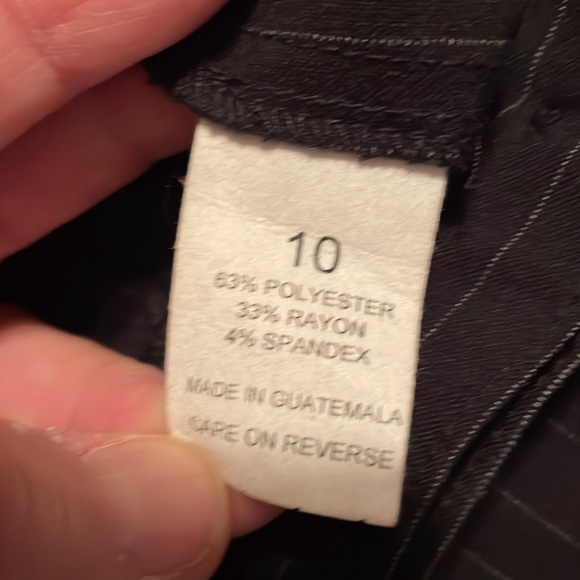 10
63% POLYESTER
33% RAYON
4% SPANDEX
MADE IN GUATEMALA
CARE ON REVERSE